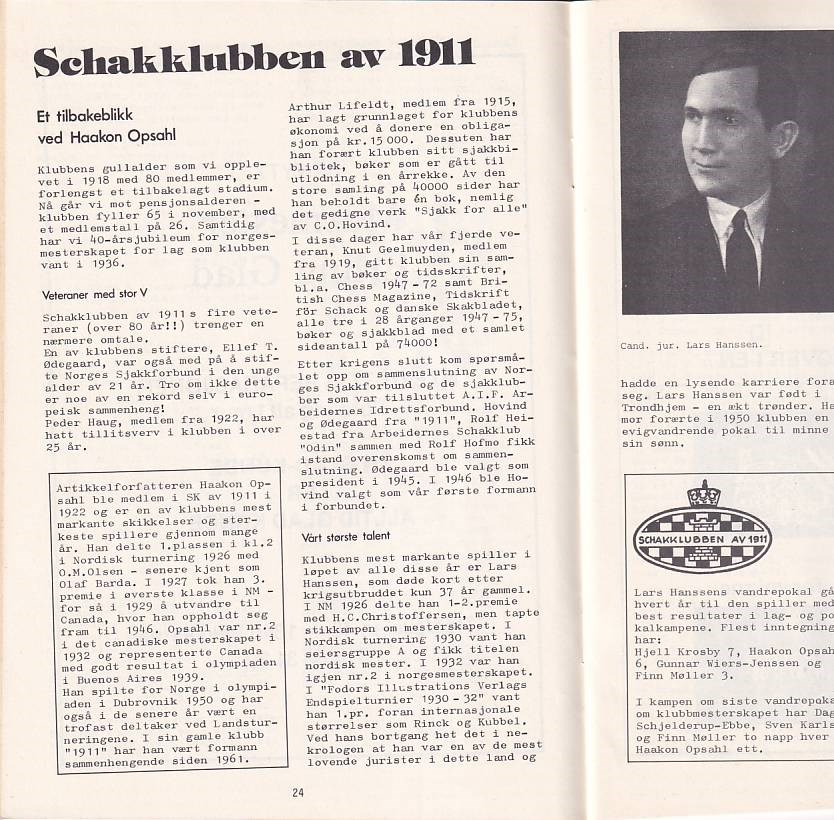 Schakklubben av 1911
Et tilbakeblikk
ved Haakon Opsahl
Klubbens gullalder som vi opple-
vet i 1918 med 80 medlemmer, er
forlengst et tilbakelagt stadium.
Nå går vi mot pensjonsalderen -
klubben fyller 65 i november, med
et medlemstall på 26. Samtidig
har vi 40-årsjubileum for norges-
mesterskapet for lag som klubben
vant i 1936.
Veteraner med stor V
Schakklubben av 1911s fire vete-
raner (over 80 år!!) trenger en
nærmere omtale.
En av klubbens stiftere, Ellef T.
Ødegaard, var også med på å stif-
te Norges Sjakkforbund i den unge
alder av 21 år. Tro om ikke dette
er noe av en rekord selv i euro-
peisk sammenheng!
Peder Haug, medlem fra 1922, har
hatt tillitsverv i klubben i over
25 år.
Artikkelforfatteren Haakon Op-
sahl ble medlem i SK av 1911 i
1922 og er en av klubbens mest
markante skikkelser og ster-
keste spillere gjennom mange
år. Han delte 1.plassen i kl.2
i Nordisk turnering 1926 med
O.M.Olsen - senere kjent som
Olaf Barda. I 1927 tok han 3.
premie i øverste klasse i NM -
for så i 1929 å utvandre til
Canada, hvor han oppholdt seg
fram til 1946. Opsahl var nr.2
i det canadiske mesterskapet i
1932 og representerte Canada
med godt resultat i olympiaden
i Buenos Aires 1939.
Han spilte for Norge i olympi-
aden i Dubrovnik 1950 og har
også i de senere år vært en
trofast deltaker ved Landstur-
neringene. I sin gamle klubb
"1911" har han vært formann
sammenhengende siden 1961.
Arthur Lifeldt, medlem fra 1915,
har lagt grunnlaget for klubbens
økonomi ved å donere en obliga-
sjon på kr.15 000. Dessuten har
han forært klubben sitt sjakkbi-
bliotek, bøker som er gått til
utlodning i en årrekke. Av den
store samling på 40000 sider har
han beholdt bare én bok, nemlig
det gedigne verk "Sjakk for alle"
av C.O.Hovind.
I disse dager har vår fjerde ve-
teran, Knut Geelmuyden, medlem
fra 1919, gitt klubben sin sam-
ling av bøker og tidsskrifter,
bl.a. Chess 1947 - 72 samt Bri-
tish Chess Magazine, Tidskrift
för Schack og danske Skakbladet,
alle tre i 28 årganger 1947 - 75,
bøker og sjakkblad med et samlet
sideantall på 74000!
Etter krigens slutt kom spørsmå-
let opp om sammenslutning av Nor-
ges Sjakkforbund og de sjakklub-
ber som var tilsluttet A.I.F. Ar-
beidernes Idrettsforbund. Hovind
og Ødegaard fra "1911", Rolf Hei-
estad fra Arbeidernes Schakklub
"Odin" sammen med Rolf Hofmo fikk
istand overenskomst om sammen-
slutning. Ødegaard ble valgt som
president i 1945. I 1946 ble Ho-
vind valgt som vår første formann
i forbundet.
Vårt største talent
Klubbens mest markante spiller i
løpet av alle disse år er Lars
Hanssen, som døde kort etter
krigsutbruddet kun 37 år gammel.
I NM 1926 delte han 1-2.premie
med H.C.Christoffersen, men tapte
stikkampen om mesterskapet. I
Nordisk turnering 1930 vant han
seiersgruppe A og fikk titelen
nordisk mester. I 1932 var han
igjen nr.2 i norgesmesterskapet.
I "Fodors Illustrations Verlags
Endspielturnier 1930 - 32" vant
han 1.pr. foran internasjonale
størrelser som Rinck og Kubbel.
Ved hans bortgang het det i ne-
krologen at han var en av de mest
lovende jurister i dette land og
24
Cand. jur. Lars Hanssen.
hadde en lysende karriere fora
seg. Lars Hanssen var født i
Trondhjem - en ækt trønder. Ha
mor forærte i 1950 klubben en
evigvandrende pokal til minne
sin sønn.
SCHAKKLUBBEN AV 1911
Lars Hanssens vandrepokal gå
hvert år til den spiller med
best resultater i lag- og po
kalkampene. Flest inntegning
har:
Hjell Krosby 7, Haakon Opsah
6, Gunnar Wiers-Jenssen og
Finn Møller 3.
I kampen om siste vandrepoka
om klubbmesterskapet har Dag
Schjelderup-Ebbe, Sven Karls
og Finn Møller to napp hver
Haakon Opsahl ett.